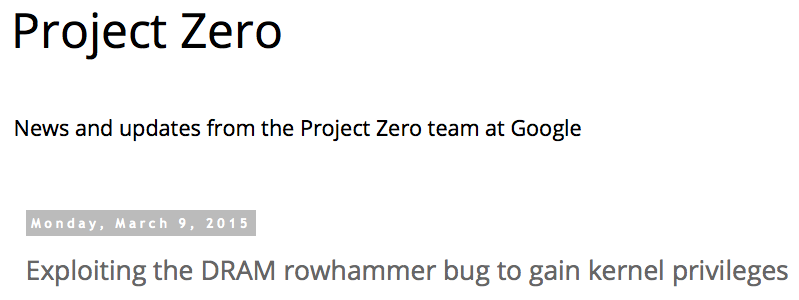 Project Zero
News and updates from the Project Zero team at Google
Monday, March 9, 2015
Exploiting the DRAM rowhammer bug to gain kernel privileges